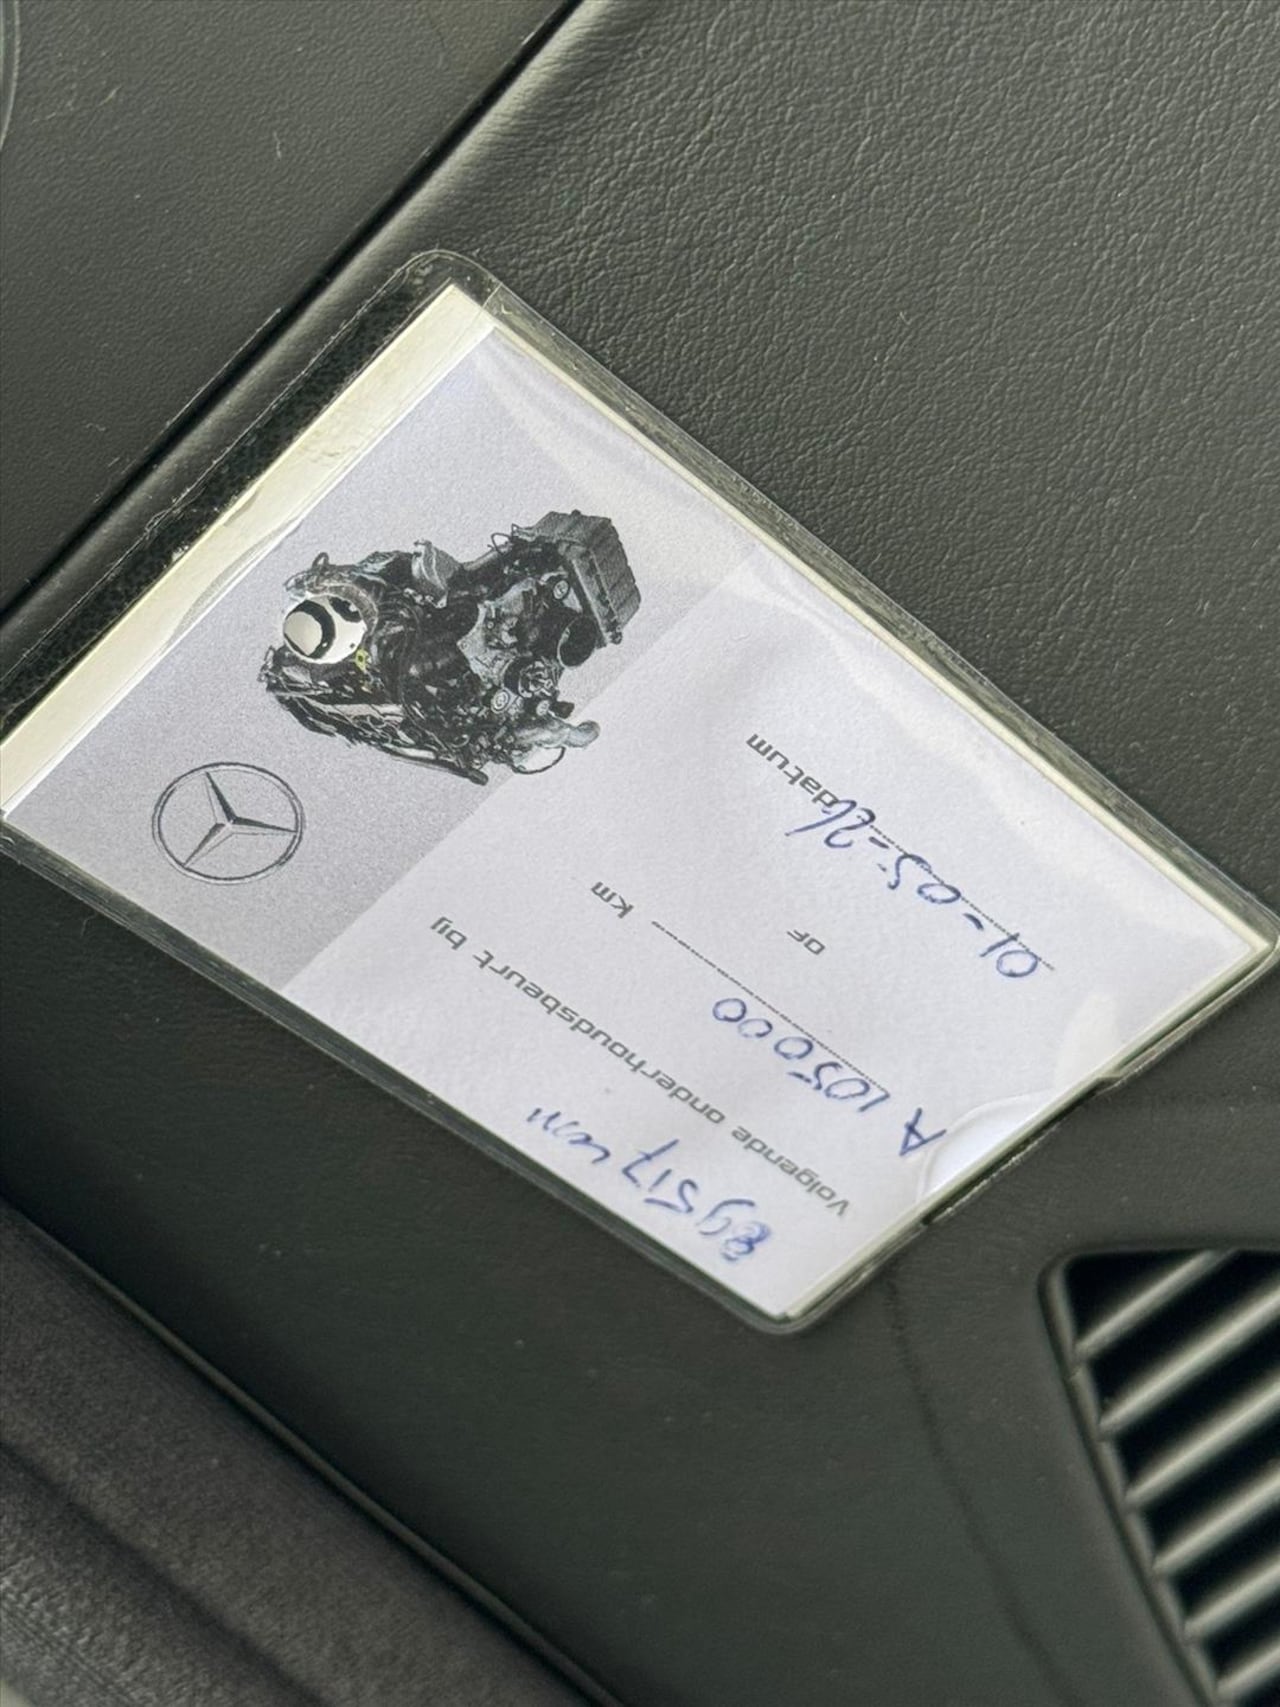 89517 km
Volgende onderhoudsbeurt bij
A 105000 km
OF
01-05-26 datum